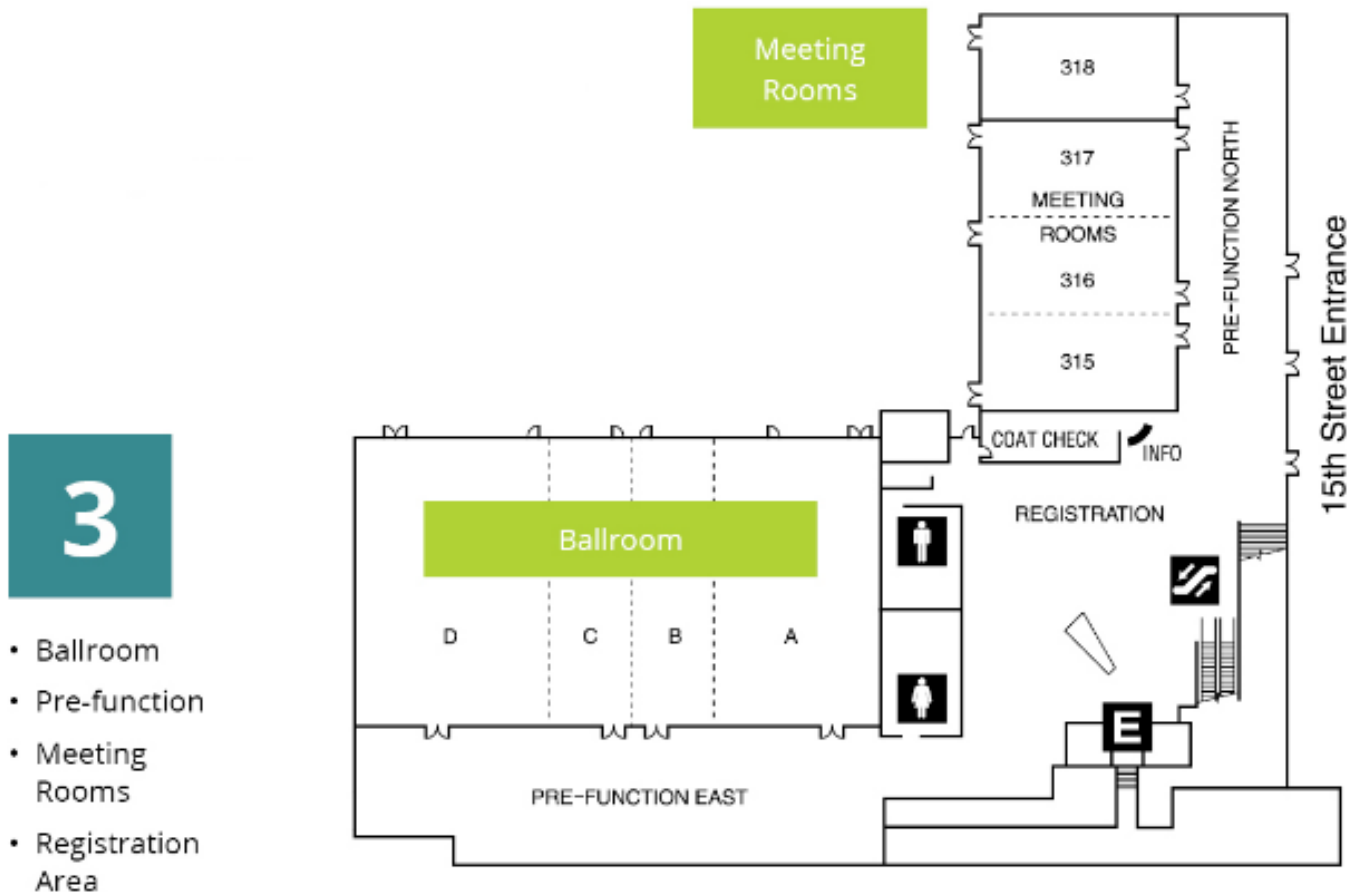 Meeting
Rooms
318
317
MEETING
ROOMS
316
315
PRE-FUNCTION NORTH
15th Street Entrance
COAT CHECK
INFO
REGISTRATION
3
Ballroom
D
C
B
A
E
PRE-FUNCTION EAST
• Ballroom
• Pre-function
• Meeting
Rooms
• Registration
Area